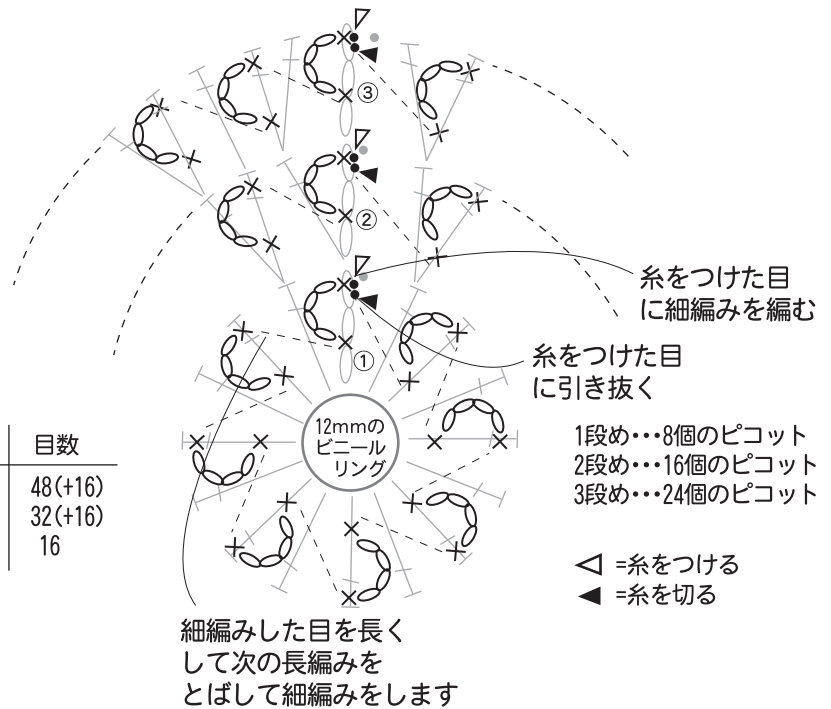 ③
②
①
糸をつけた目
に細編みを編む
糸をつけた目
に引き抜く
12mmの
ビニール
リング
目数
48(+16)
32(+16)
16
1段め・・・8個のピコット
2段め・・・16個のピコット
3段め・・・24個のピコット
=糸をつける
=糸を切る
細編みした目を長く
して次の長編みを
とばして細編みをします